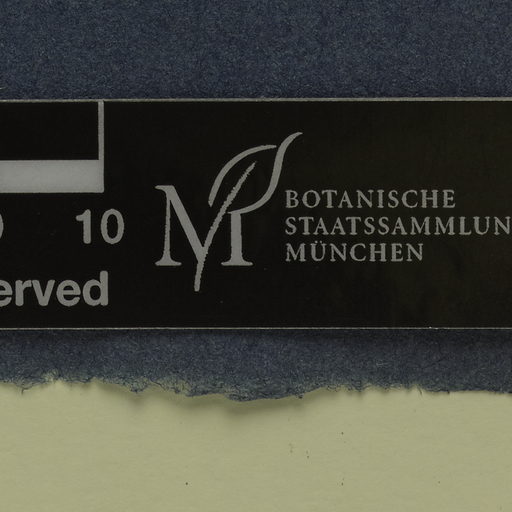 10
erved
M
BOTANISCHE
STAATSSAMMLUN
MÜNCHEN